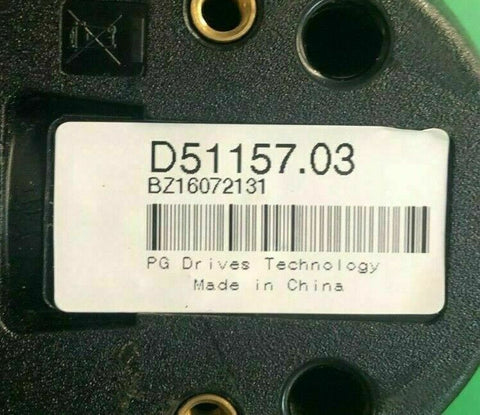 D51157.03
BZ16072131
PG Drives Technology
Made in China